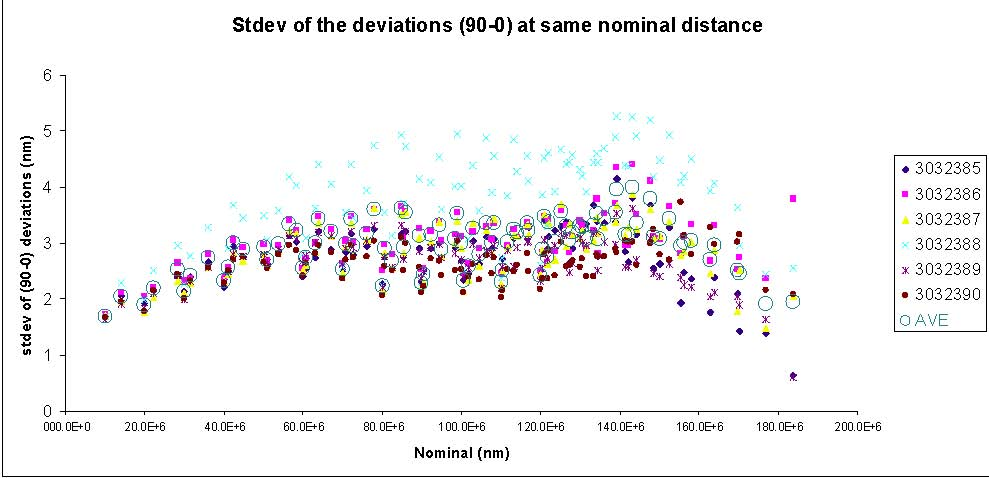 Stdev of the deviations (90-0) at same nominal distance
stdev of (90-0) deviations (nm)
6
5
4
3
2
1
0
000.0E+0 20.0E+6 40.0E+6 60.0E+6 80.0E+6 100.0E+6 120.0E+6 140.0E+6 160.0E+6 180.0E+6 200.0E+6
Nominal (nm)
3032385
3032386
3032387
3032388
3032389
3032390
AVE